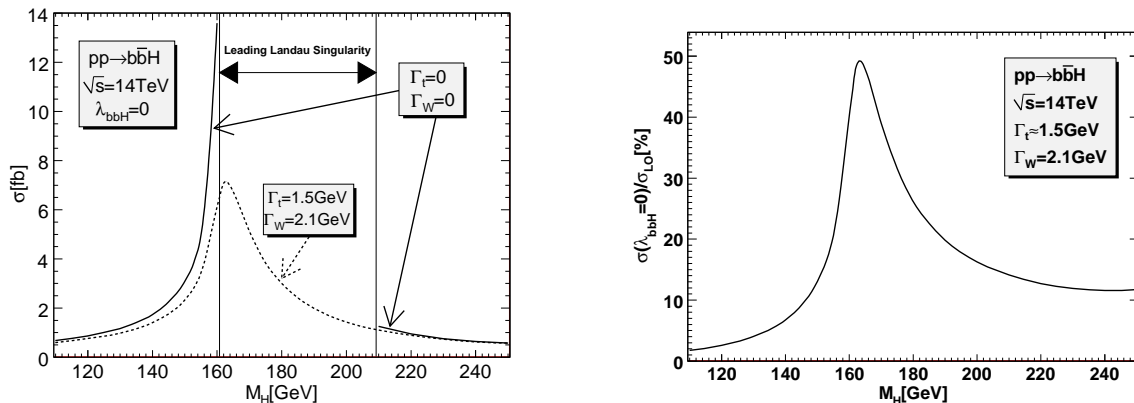 14
12
10
8
6
4
2
0
σ[fb]
pp→bb̄H
√s=14TeV
λ_bbH=0
Leading Landau Singularity
Γ_t=0
Γ_W=0
Γ_t=1.5GeV
Γ_W=2.1GeV
120 140 160 180 200 220 240
M_H[GeV]
50
40
30
20
10
0
σ(λ_bbH=0)/σ_LO[%]
pp→bb̄H
√s=14TeV
Γ_t≈1.5GeV
Γ_W=2.1GeV
120 140 160 180 200 220 240
M_H[GeV]